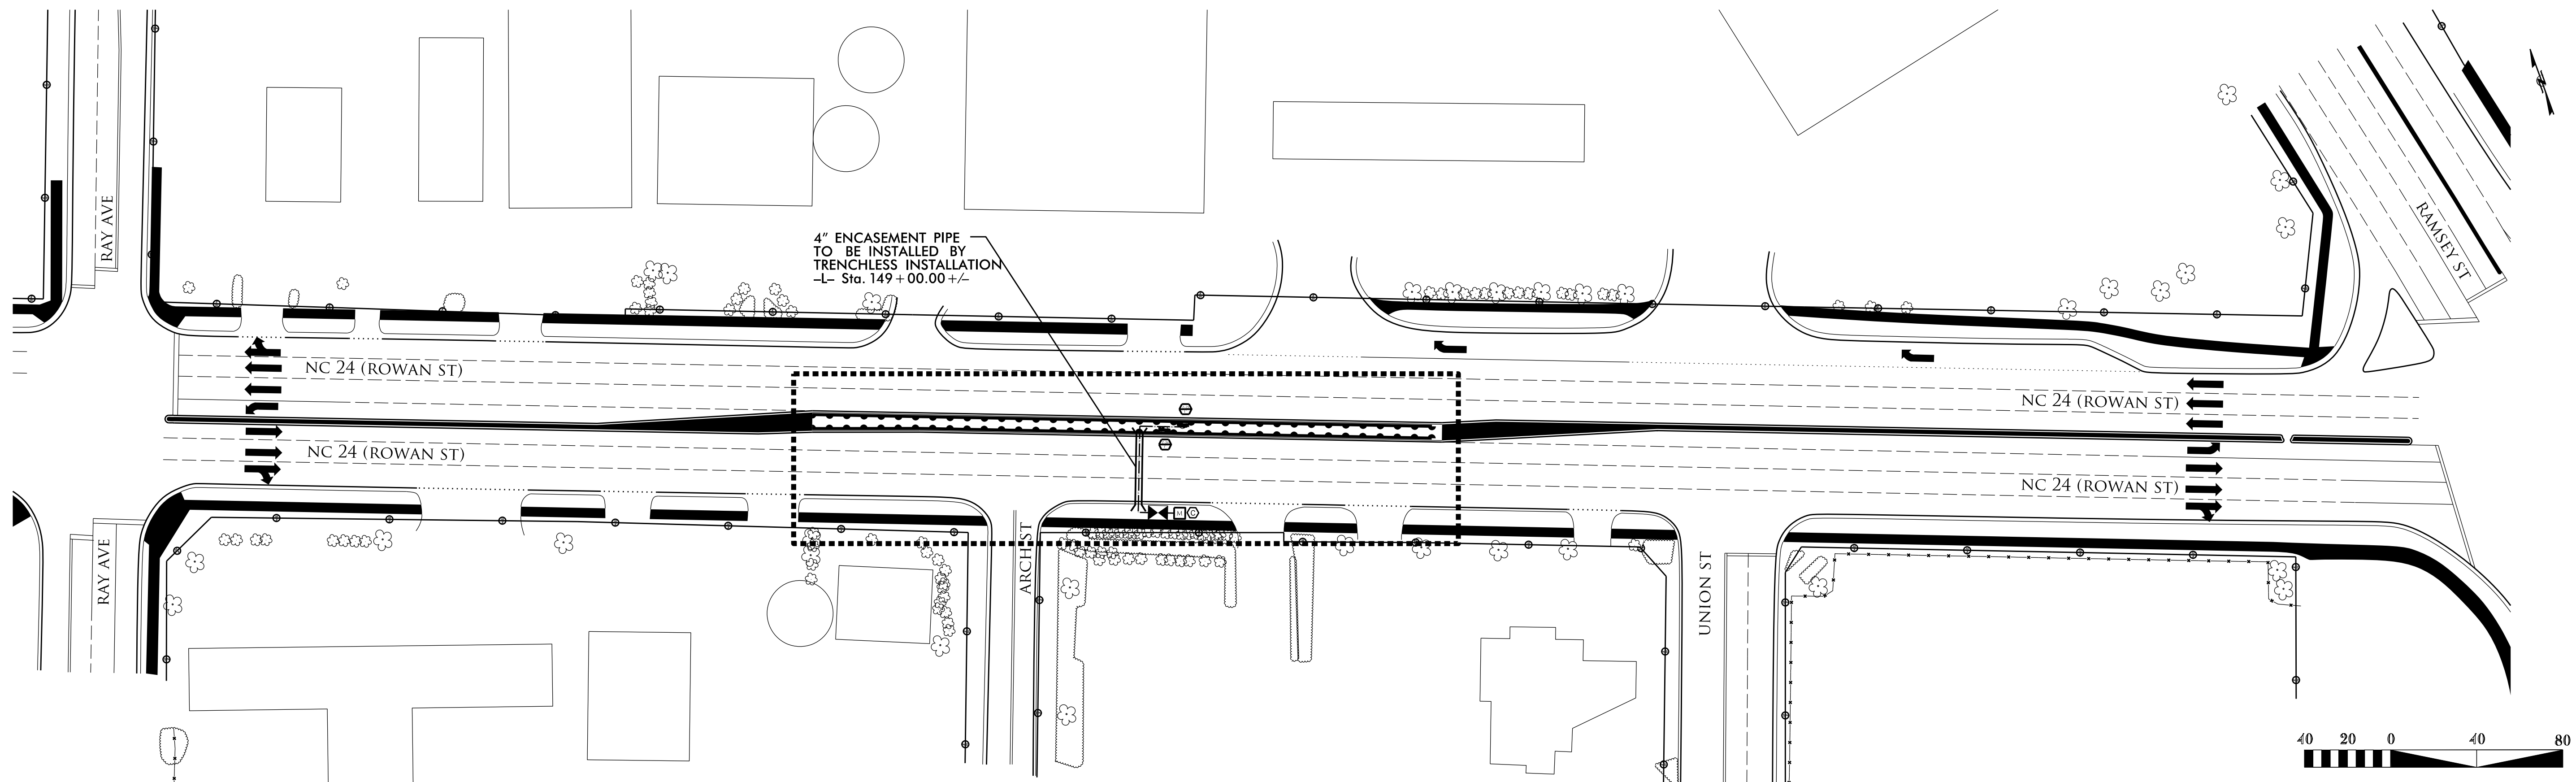 RAY AVE
4" ENCASEMENT PIPE
TO BE INSTALLED BY
TRENCHLESS INSTALLATION
-L- Sta. 149+00.00 +/-
RAMSEY ST
N
NC 24 (ROWAN ST)
NC 24 (ROWAN ST)
NC 24 (ROWAN ST)
NC 24 (ROWAN ST)
M
RAY AVE
ARCH ST
UNION ST
40 20 0 40 80